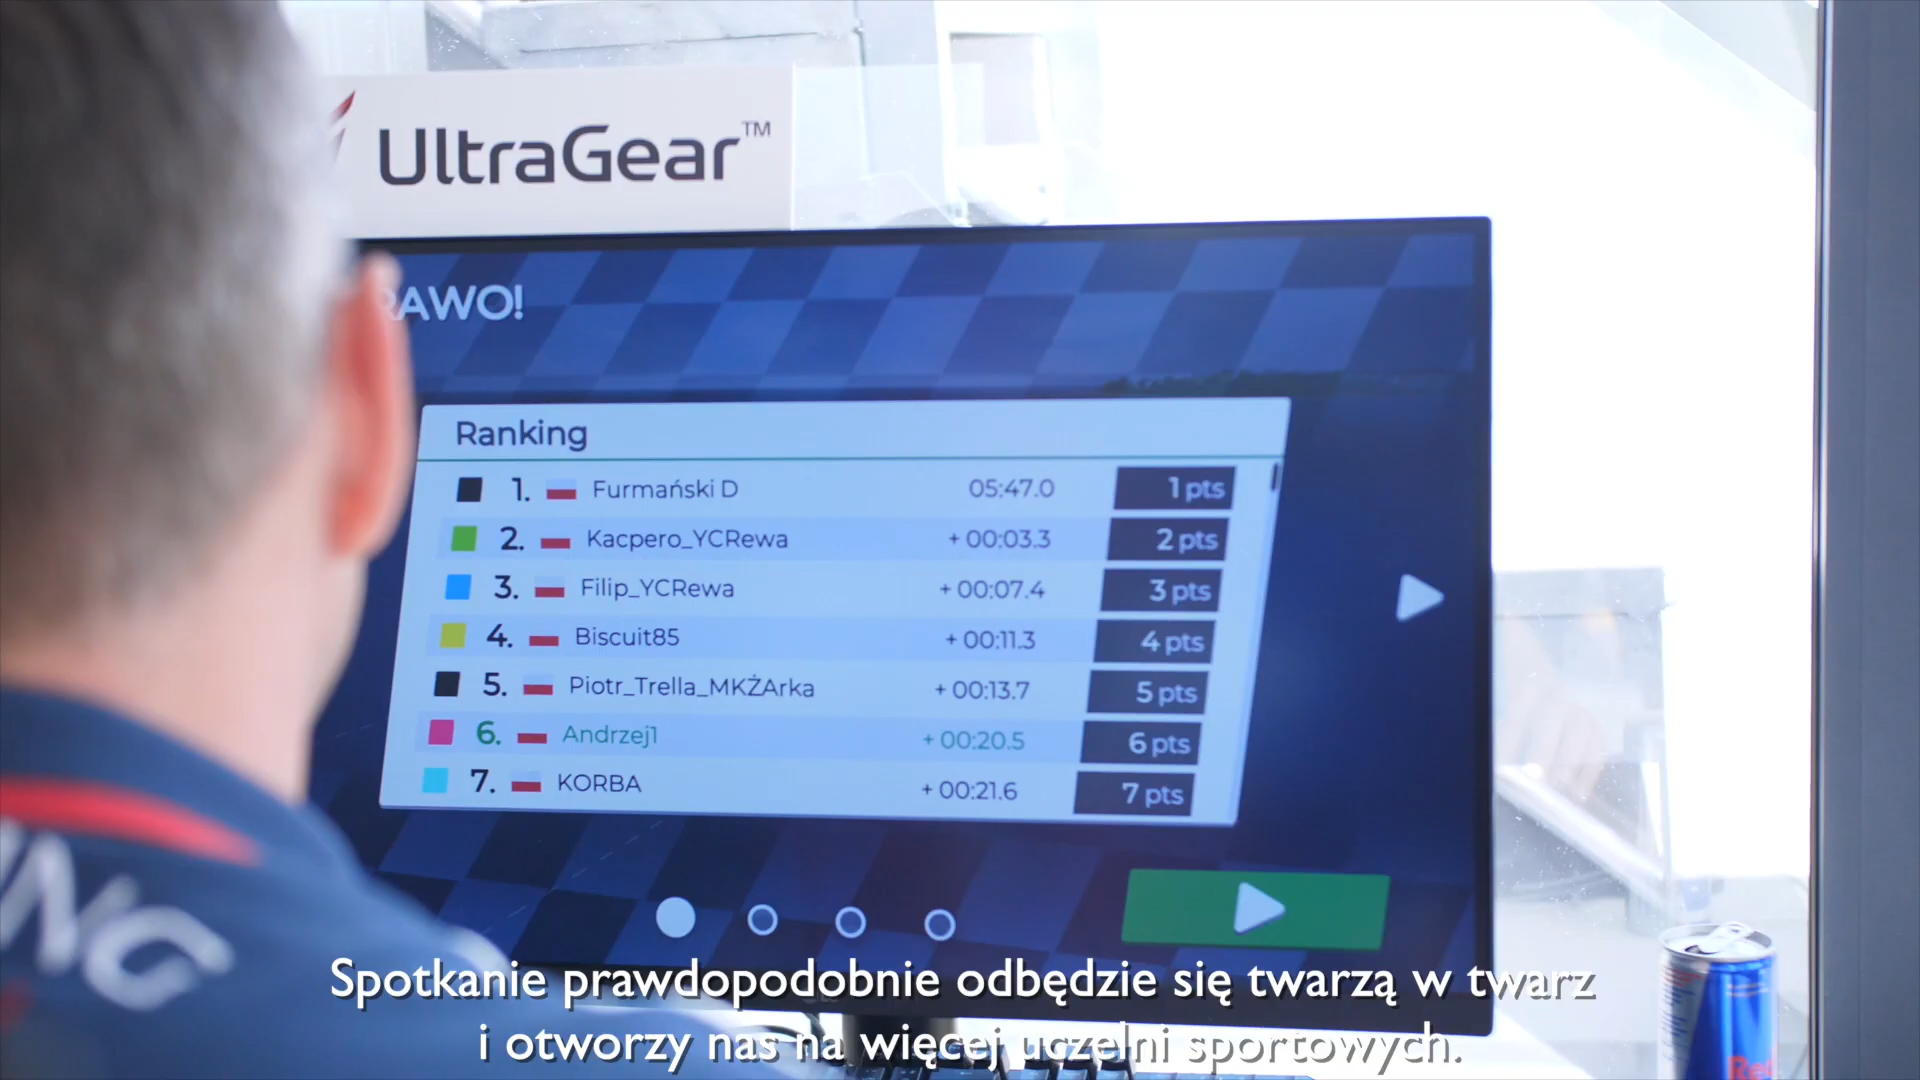 UltraGear™
RAWO!
Ranking
1. Furmański D 05:47.0 1 pts
2. Kacpero_YCRewa + 00:03.3 2 pts
3. Filip_YCRewa + 00:07.4 3 pts
4. Biscuit85 + 00:11.3 4 pts
5. Piotr_Trella_MKŻArka + 00:13.7 5 pts
6. Andrzej1 + 00:20.5 6 pts
7. KORBA + 00:21.6 7 pts
NG
Red
Spotkanie prawdopodobnie odbędzie się twarzą w twarz
i otworzy nas na więcej uczelni sportowych.